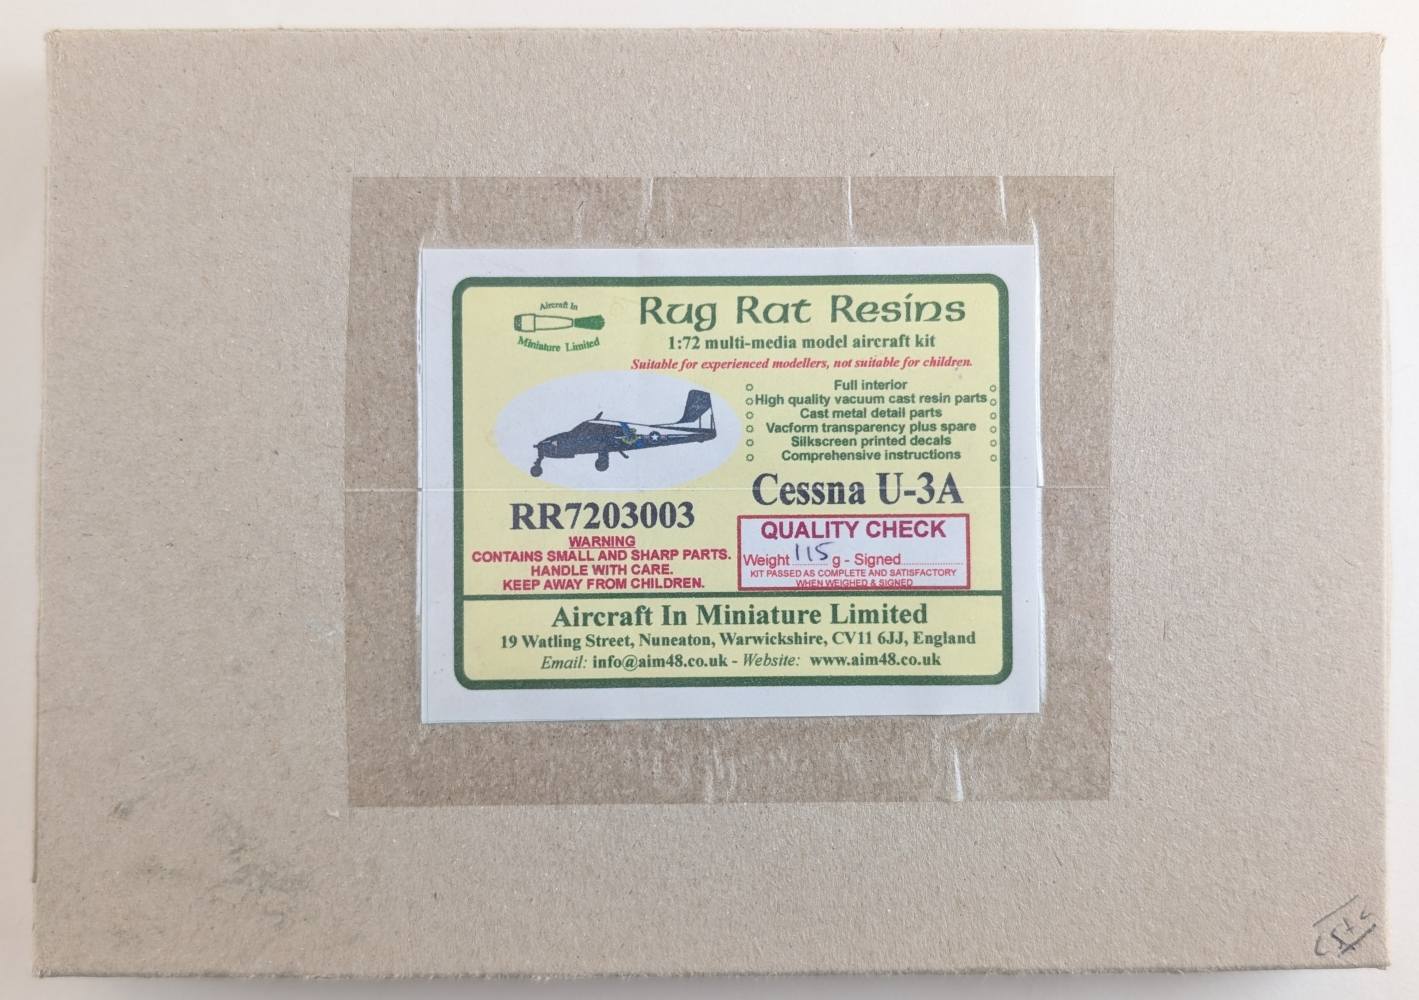 Aircraft In
Miniature Limited
Rug Rat Resins
1:72 multi-media model aircraft kit
Suitable for experienced modellers, not suitable for children.
Full interior
High quality vacuum cast resin parts
Cast metal detail parts
Vacform transparency plus spare
Silkscreen printed decals
Comprehensive instructions
Cessna U-3A
RR7203003
WARNING
CONTAINS SMALL AND SHARP PARTS.
HANDLE WITH CARE.
KEEP AWAY FROM CHILDREN.
QUALITY CHECK
Weight 115 g - Signed
KIT PASSED AS COMPLETE AND SATISFACTORY
WHEN WEIGHED & SIGNED
Aircraft In Miniature Limited
19 Watling Street, Nuneaton, Warwickshire, CV11 6JJ, England
Email: info@aim48.co.uk - Website: www.aim48.co.uk